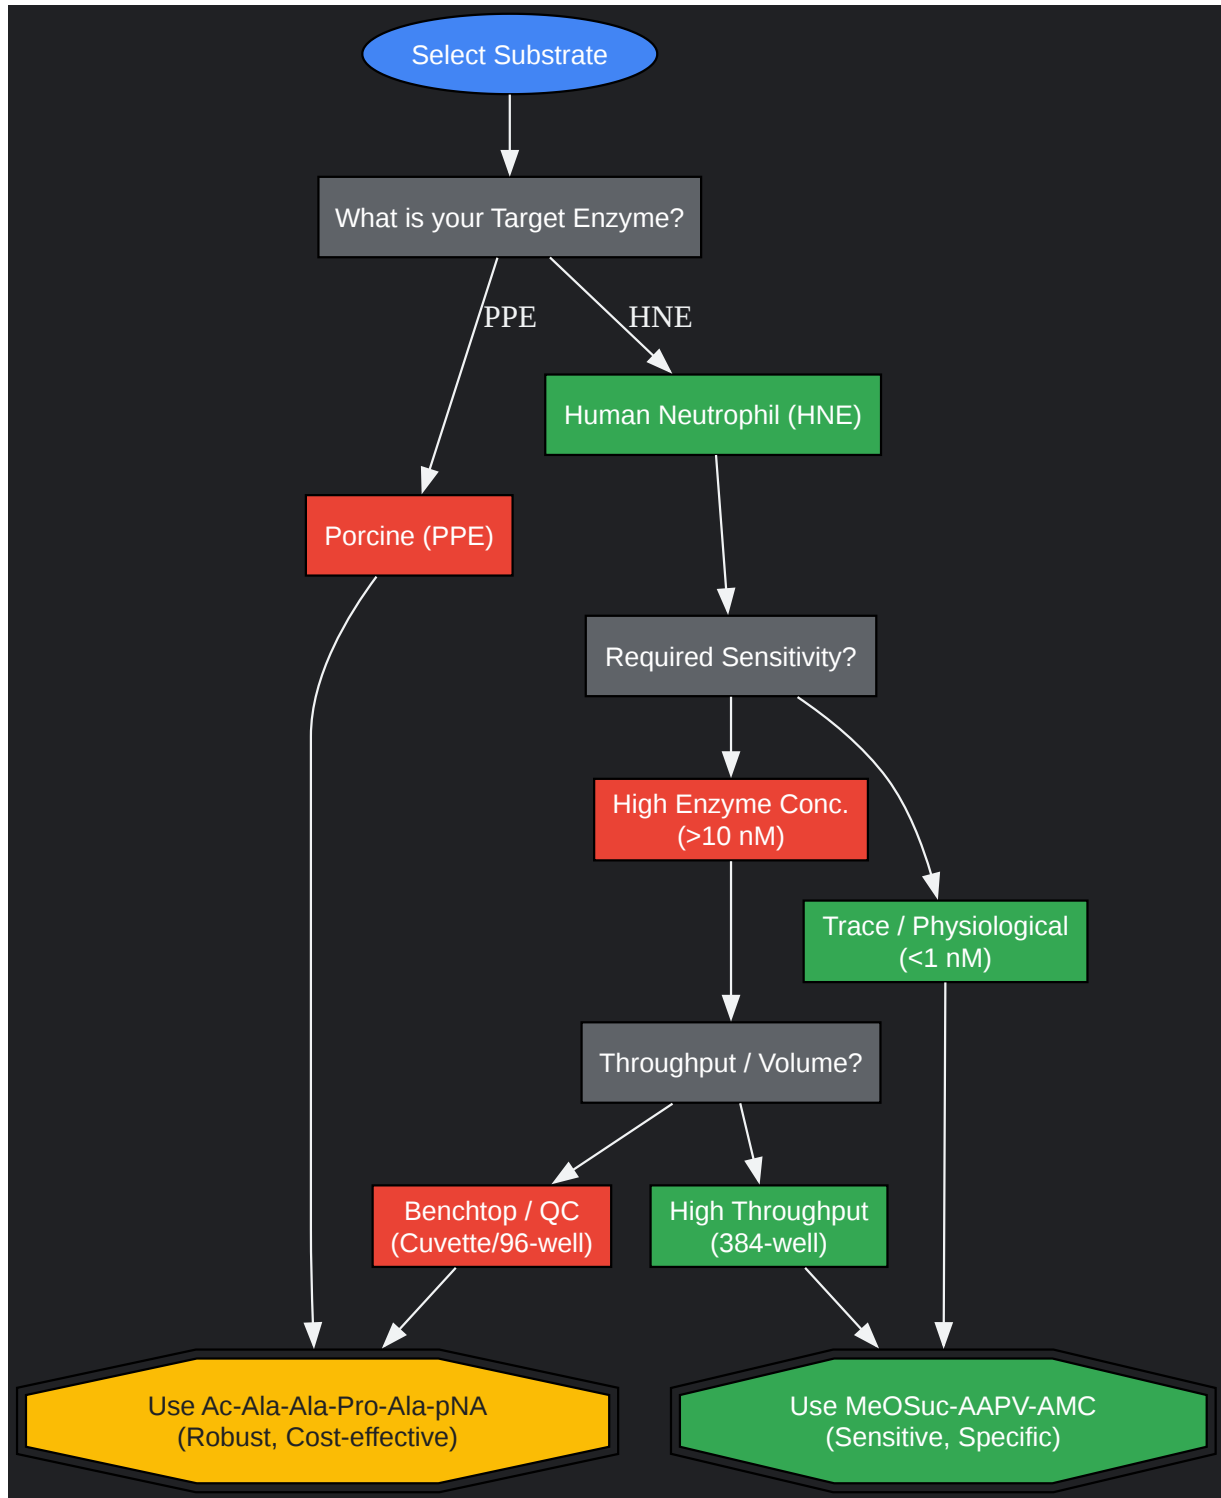 Select Substrate
What is your Target Enzyme?
PPE
HNE
Human Neutrophil (HNE)
Porcine (PPE)
Required Sensitivity?
High Enzyme Conc.
(>10 nM)
Trace / Physiological
(<1 nM)
Throughput / Volume?
Benchtop / QC
(Cuvette/96-well)
High Throughput
(384-well)
Use Ac-Ala-Ala-Pro-Ala-pNA
(Robust, Cost-effective)
Use MeOSuc-AAPV-AMC
(Sensitive, Specific)